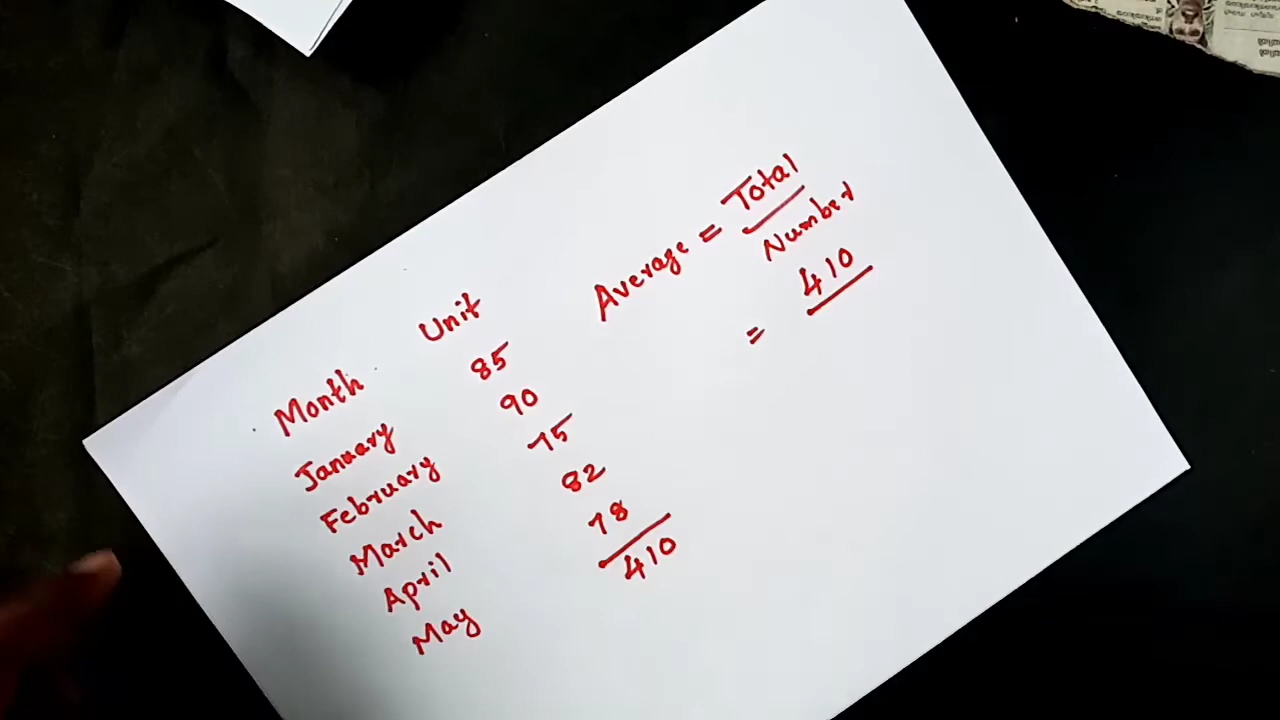 Month Unit
January 85
February 90
March 75
April 82
May 78
410
Average = Total
Number
= 410